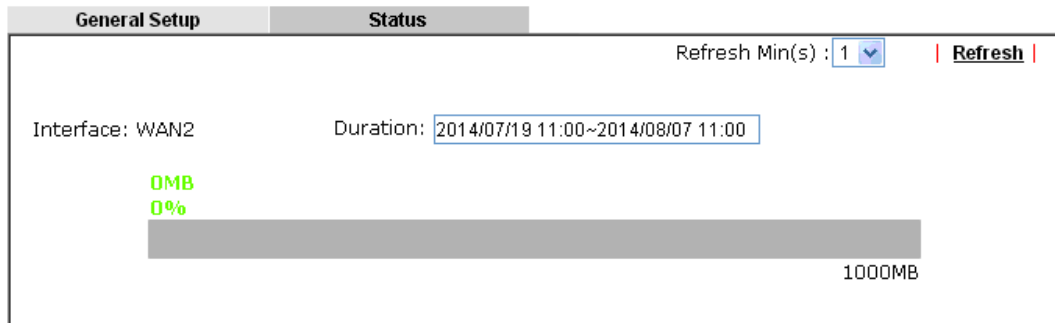 General Setup Status
Refresh Min(s) : 1 | Refresh |
Interface: WAN2 Duration: 2014/07/19 11:00~2014/08/07 11:00
0MB
0%
1000MB